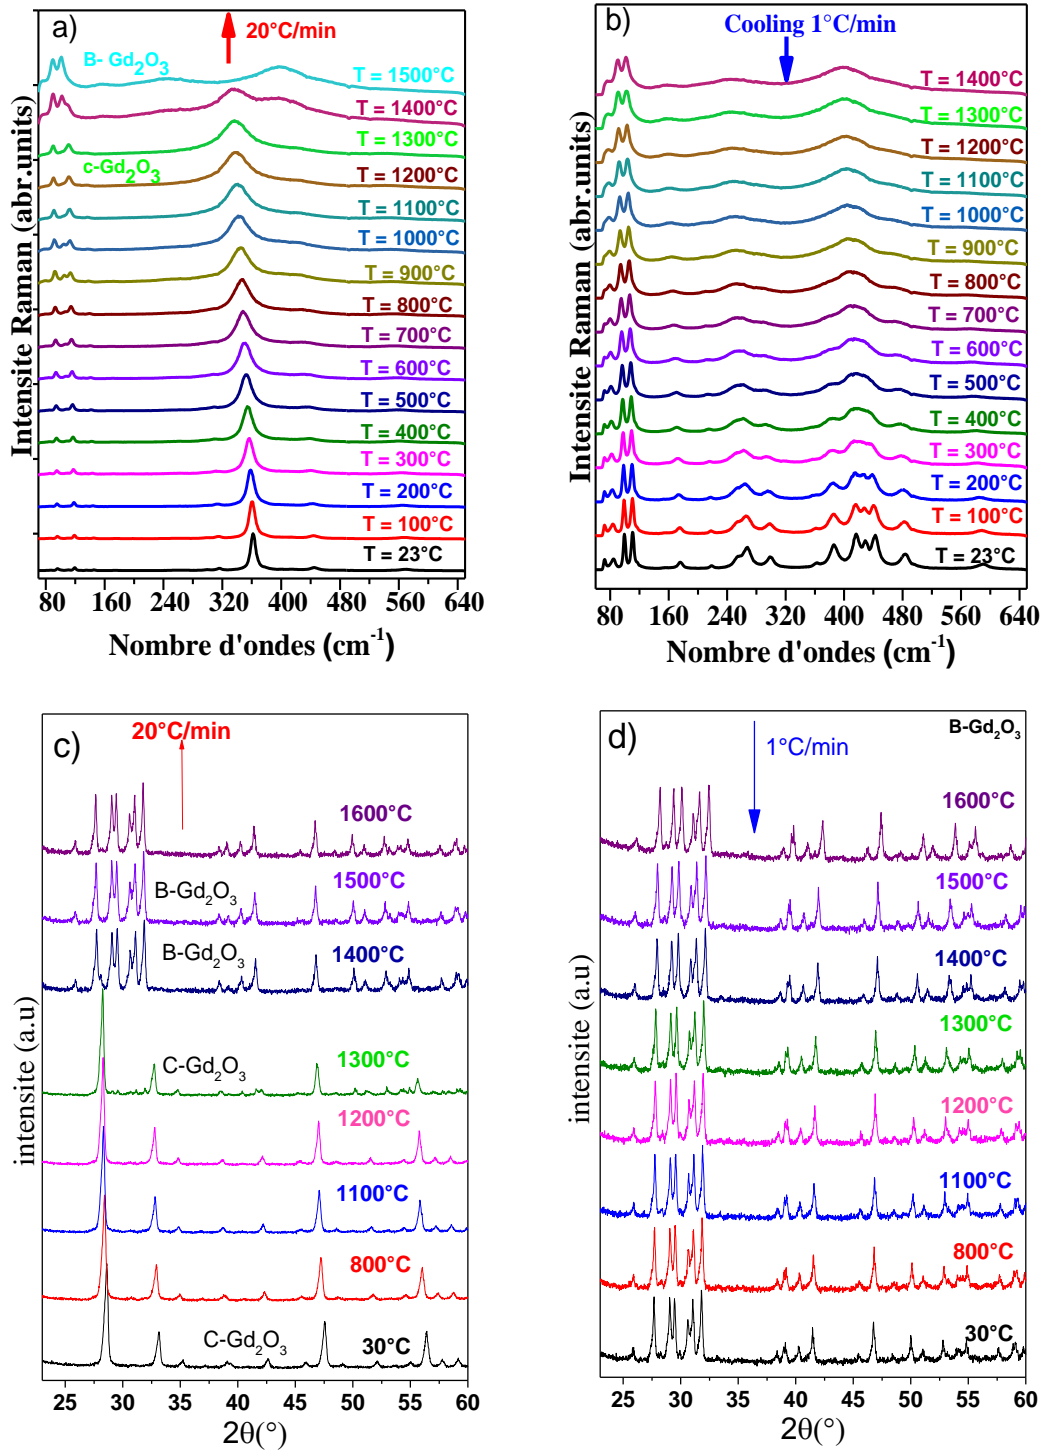 a)
20°C/min
B- Gd2O3
T = 1500°C
T = 1400°C
T = 1300°C
c-Gd2O3
T = 1200°C
T = 1100°C
T = 1000°C
T = 900°C
T = 800°C
T = 700°C
T = 600°C
T = 500°C
T = 400°C
T = 300°C
T = 200°C
T = 100°C
T = 23°C
Intensite Raman (abr.units)
80 160 240 320 400 480 560 640
Nombre d'ondes (cm-1)
b)
Cooling 1°C/min
T = 1400°C
T = 1300°C
T = 1200°C
T = 1100°C
T = 1000°C
T = 900°C
T = 800°C
T = 700°C
T = 600°C
T = 500°C
T = 400°C
T = 300°C
T = 200°C
T = 100°C
T = 23°C
Intensite Raman (abr.units)
80 160 240 320 400 480 560 640
Nombre d'ondes (cm-1)
c)
20°C/min
1600°C
1500°C
B-Gd2O3
B-Gd2O3
1400°C
1300°C
C-Gd2O3
1200°C
1100°C
800°C
C-Gd2O3
30°C
intensite (a.u)
25 30 35 40 45 50 55 60
2θ(°)
d)
B-Gd2O3
1°C/min
1600°C
1500°C
1400°C
1300°C
1200°C
1100°C
800°C
30°C
intensite (a.u)
25 30 35 40 45 50 55 60
2θ(°)